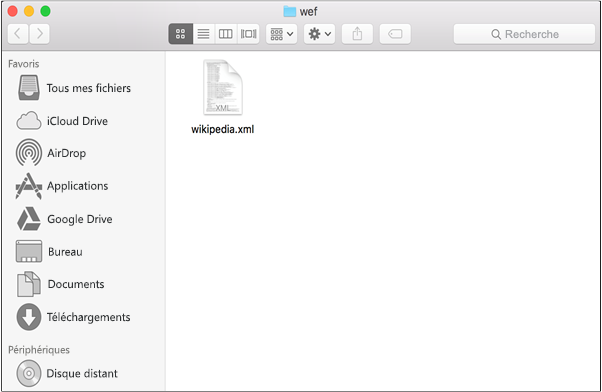 wef
Recherche
Favoris
Tous mes fichiers
iCloud Drive
AirDrop
Applications
Google Drive
Bureau
Documents
Téléchargements
Périphériques
Disque distant
XML
wikipedia.xml